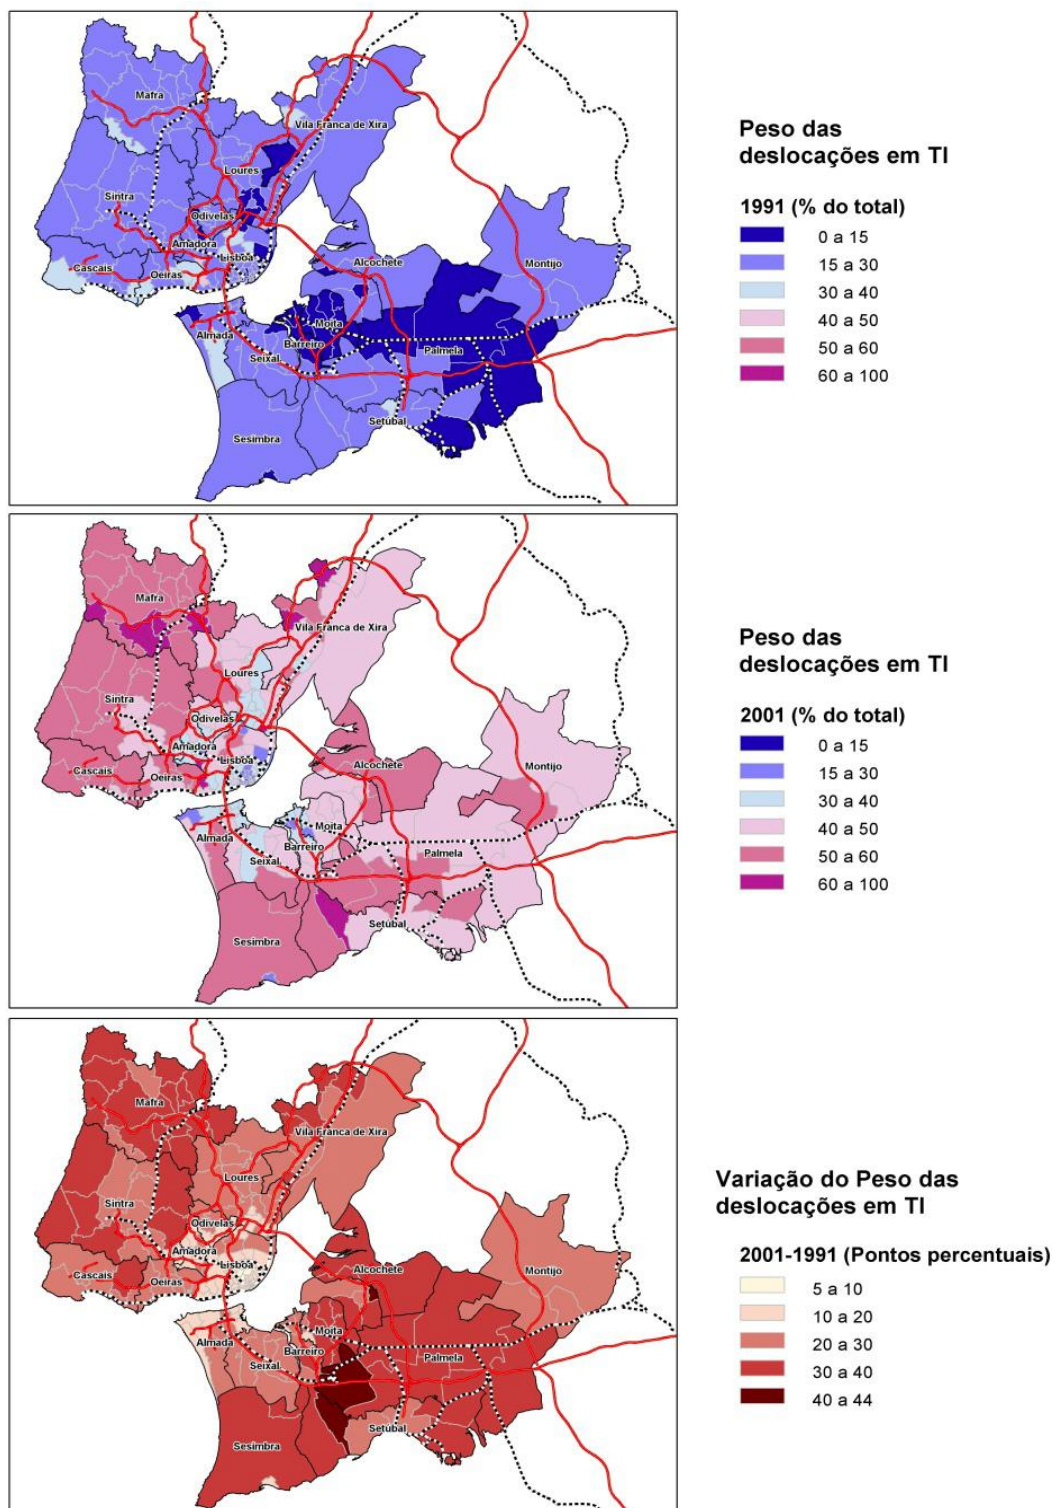 Mafra
Vila Franca de Xira
Loures
Sintra
Odivelas
Amadora
Lisboa
Cascais
Oeiras
Alcochete
Montijo
Moita
Almada
Barreiro
Seixal
Palmela
Setúbal
Sesimbra
Peso das
deslocações em TI
1991 (% do total)
0 a 15
15 a 30
30 a 40
40 a 50
50 a 60
60 a 100
Mafra
Vila Franca de Xira
Loures
Sintra
Odivelas
Amadora
Lisboa
Cascais
Oeiras
Alcochete
Montijo
Moita
Almada
Barreiro
Seixal
Palmela
Setúbal
Sesimbra
Peso das
deslocações em TI
2001 (% do total)
0 a 15
15 a 30
30 a 40
40 a 50
50 a 60
60 a 100
Mafra
Vila Franca de Xira
Loures
Sintra
Odivelas
Amadora
Lisboa
Cascais
Oeiras
Alcochete
Montijo
Moita
Almada
Barreiro
Seixal
Palmela
Setúbal
Sesimbra
Variação do Peso das
deslocações em TI
2001-1991 (Pontos percentuais)
5 a 10
10 a 20
20 a 30
30 a 40
40 a 44